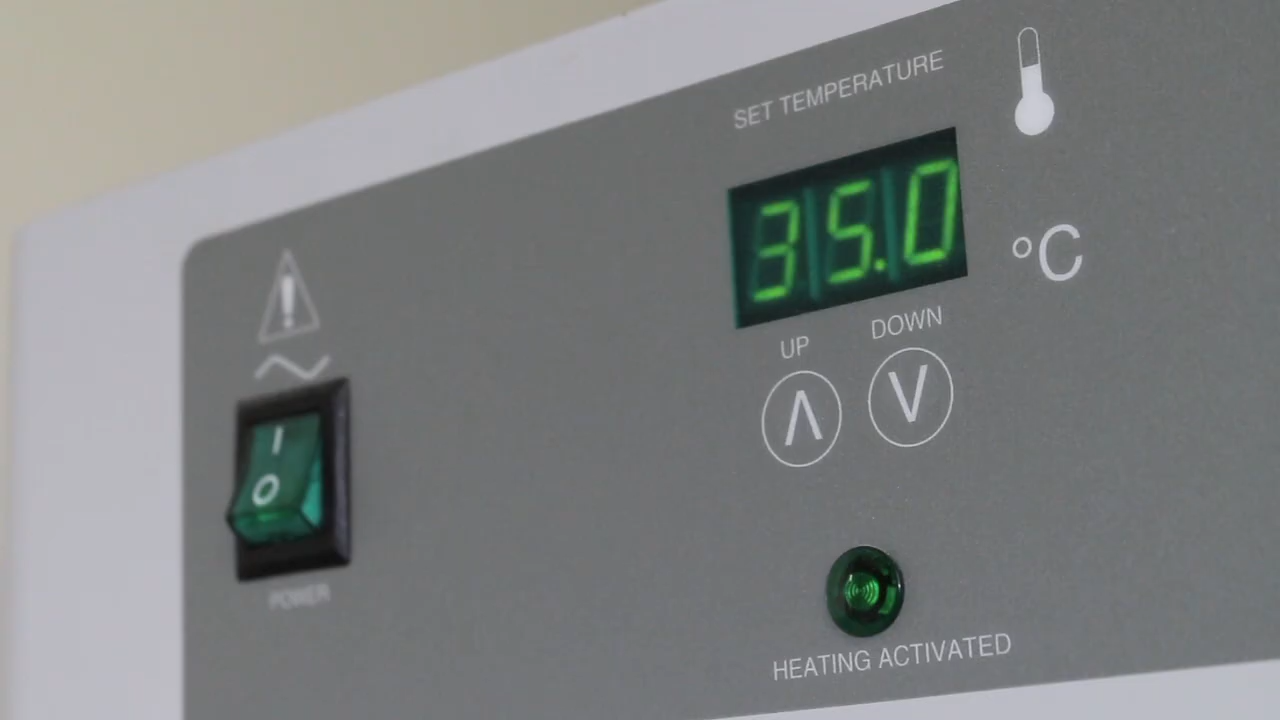 SET TEMPERATURE
35.0
°C
UP
DOWN
I
O
POWER
HEATING ACTIVATED